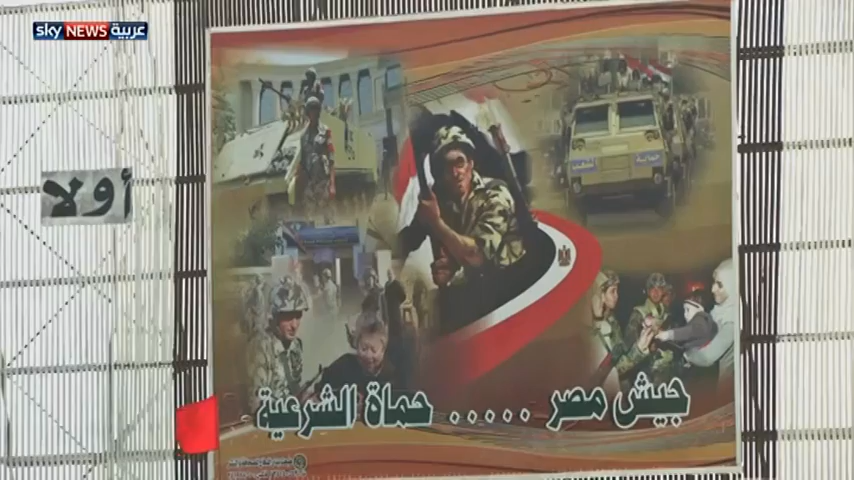 sky NEWS عربية
أولا
جيش مصر ..... حماة الشرعية